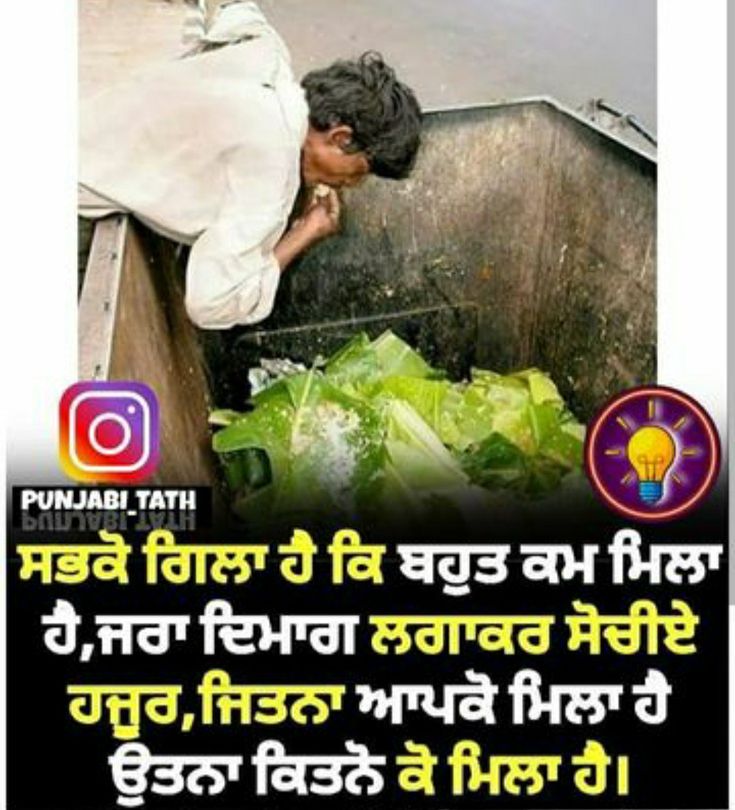 PUNJABI_TATH
ਸਭਕੋ ਗਿਲਾ ਹੈ ਕਿ ਬਹੁਤ ਕਮ ਮਿਲਾ
ਹੈ,ਜਰਾ ਦਿਮਾਗ ਲਗਾਕਰ ਸੋਚੀਏ
ਹਜੂਰ,ਜਿਤਨਾ ਆਪਕੋ ਮਿਲਾ ਹੈ
ਉਤਨਾ ਕਿਤਨੋ ਕੋ ਮਿਲਾ ਹੈ।